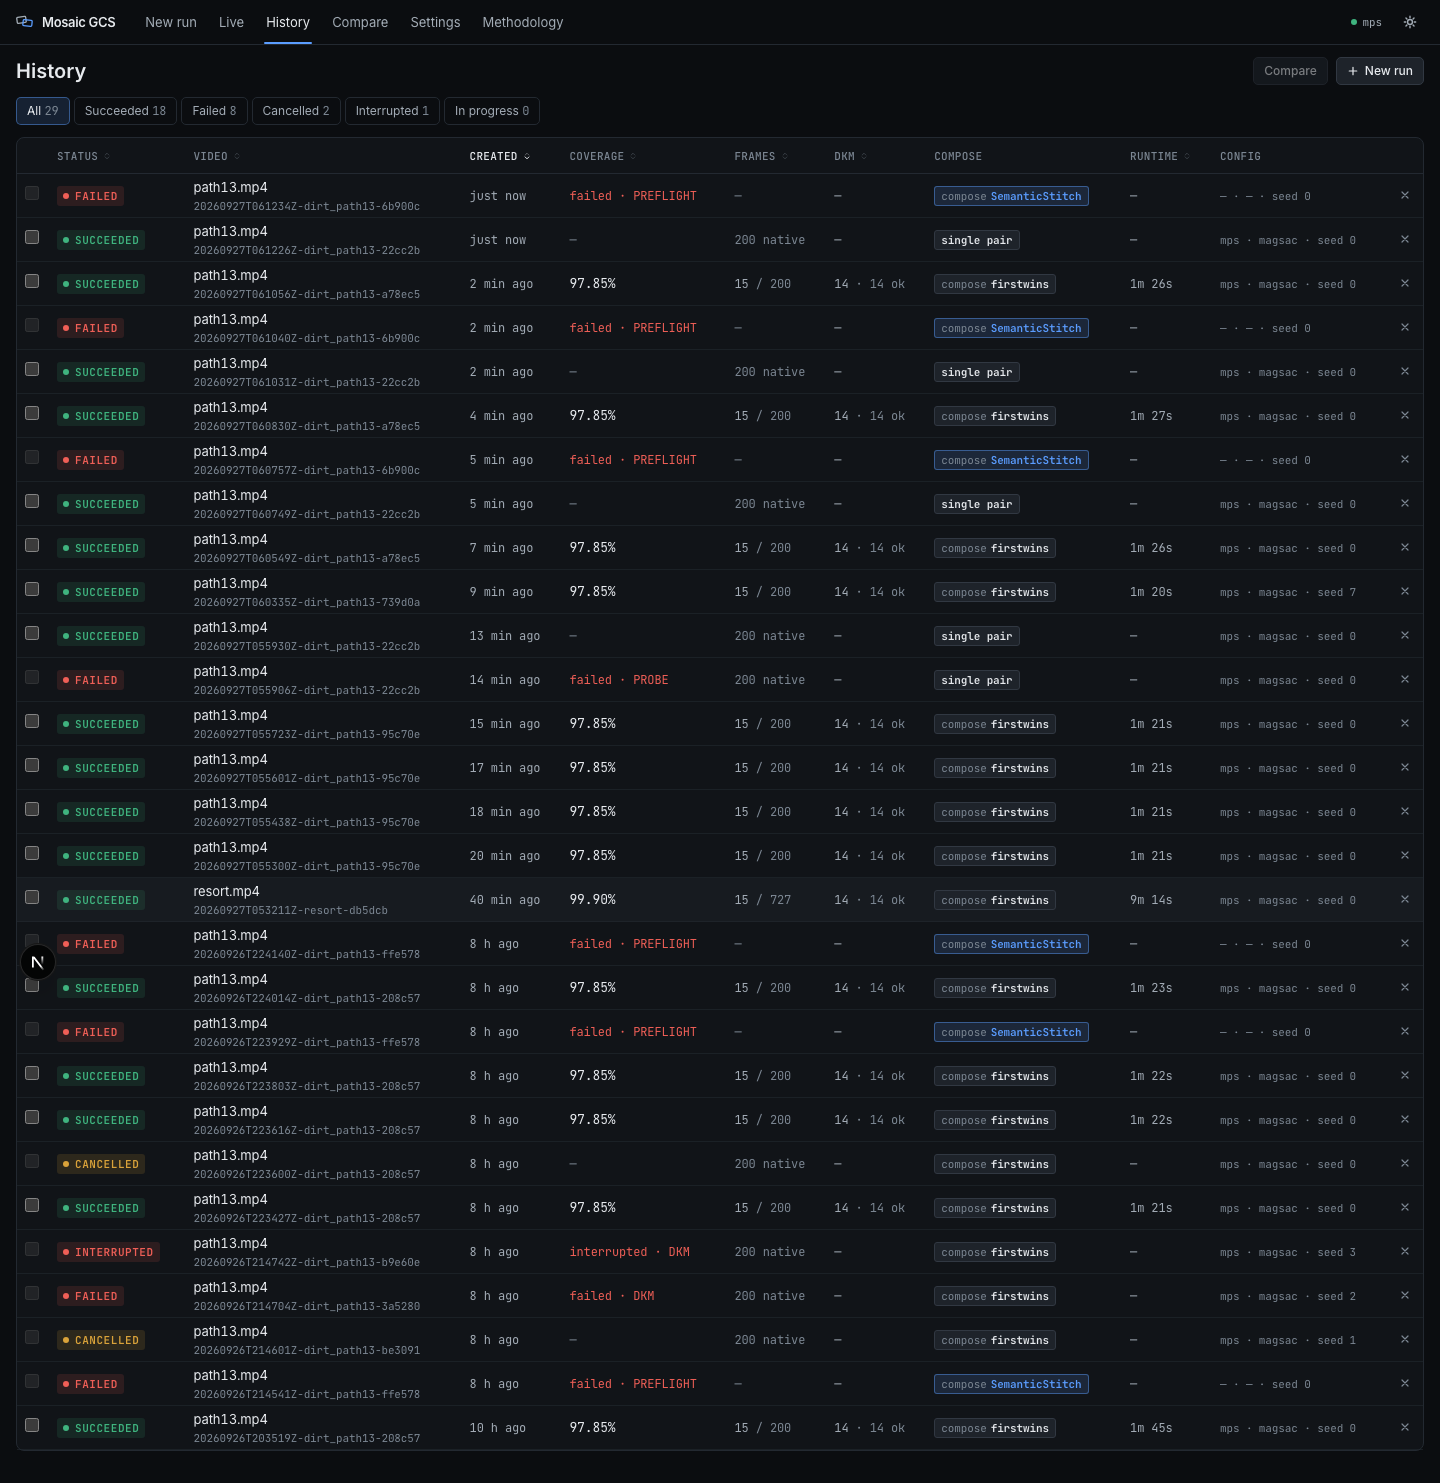 Mosaic GCS New run Live History Compare Settings Methodology mps
History Compare + New run
All 29 Succeeded 18 Failed 8 Cancelled 2 Interrupted 1 In progress 0
STATUS VIDEO CREATED COVERAGE FRAMES DKM COMPOSE RUNTIME CONFIG
FAILED path13.mp4 just now failed · PREFLIGHT — — compose SemanticStitch — — · — · seed 0 ×
20260927T061234Z-dirt_path13-6b900c
SUCCEEDED path13.mp4 just now — 200 native — single pair — mps · magsac · seed 0 ×
20260927T061226Z-dirt_path13-22cc2b
SUCCEEDED path13.mp4 2 min ago 97.85% 15 / 200 14 · 14 ok compose firstwins 1m 26s mps · magsac · seed 0 ×
20260927T061056Z-dirt_path13-a78ec5
FAILED path13.mp4 2 min ago failed · PREFLIGHT — — compose SemanticStitch — — · — · seed 0 ×
20260927T061040Z-dirt_path13-6b900c
SUCCEEDED path13.mp4 2 min ago — 200 native — single pair — mps · magsac · seed 0 ×
20260927T061031Z-dirt_path13-22cc2b
SUCCEEDED path13.mp4 4 min ago 97.85% 15 / 200 14 · 14 ok compose firstwins 1m 27s mps · magsac · seed 0 ×
20260927T060830Z-dirt_path13-a78ec5
FAILED path13.mp4 5 min ago failed · PREFLIGHT — — compose SemanticStitch — — · — · seed 0 ×
20260927T060757Z-dirt_path13-6b900c
SUCCEEDED path13.mp4 5 min ago — 200 native — single pair — mps · magsac · seed 0 ×
20260927T060749Z-dirt_path13-22cc2b
SUCCEEDED path13.mp4 7 min ago 97.85% 15 / 200 14 · 14 ok compose firstwins 1m 26s mps · magsac · seed 0 ×
20260927T060549Z-dirt_path13-a78ec5
SUCCEEDED path13.mp4 9 min ago 97.85% 15 / 200 14 · 14 ok compose firstwins 1m 20s mps · magsac · seed 7 ×
20260927T060335Z-dirt_path13-739d0a
SUCCEEDED path13.mp4 13 min ago — 200 native — single pair — mps · magsac · seed 0 ×
20260927T055930Z-dirt_path13-22cc2b
FAILED path13.mp4 14 min ago failed · PROBE 200 native — single pair — mps · magsac · seed 0 ×
20260927T055906Z-dirt_path13-22cc2b
SUCCEEDED path13.mp4 15 min ago 97.85% 15 / 200 14 · 14 ok compose firstwins 1m 21s mps · magsac · seed 0 ×
20260927T055723Z-dirt_path13-95c70e
SUCCEEDED path13.mp4 17 min ago 97.85% 15 / 200 14 · 14 ok compose firstwins 1m 21s mps · magsac · seed 0 ×
20260927T055601Z-dirt_path13-95c70e
SUCCEEDED path13.mp4 18 min ago 97.85% 15 / 200 14 · 14 ok compose firstwins 1m 21s mps · magsac · seed 0 ×
20260927T055438Z-dirt_path13-95c70e
SUCCEEDED path13.mp4 20 min ago 97.85% 15 / 200 14 · 14 ok compose firstwins 1m 21s mps · magsac · seed 0 ×
20260927T055300Z-dirt_path13-95c70e
SUCCEEDED resort.mp4 40 min ago 99.90% 15 / 727 14 · 14 ok compose firstwins 9m 14s mps · magsac · seed 0 ×
20260927T053211Z-resort-db5dcb
FAILED path13.mp4 8 h ago failed · PREFLIGHT — — compose SemanticStitch — — · — · seed 0 ×
N 20260926T224140Z-dirt_path13-ffe578
SUCCEEDED path13.mp4 8 h ago 97.85% 15 / 200 14 · 14 ok compose firstwins 1m 23s mps · magsac · seed 0 ×
20260926T224014Z-dirt_path13-208c57
FAILED path13.mp4 8 h ago failed · PREFLIGHT — — compose SemanticStitch — — · — · seed 0 ×
20260926T223929Z-dirt_path13-ffe578
SUCCEEDED path13.mp4 8 h ago 97.85% 15 / 200 14 · 14 ok compose firstwins 1m 22s mps · magsac · seed 0 ×
20260926T223803Z-dirt_path13-208c57
SUCCEEDED path13.mp4 8 h ago 97.85% 15 / 200 14 · 14 ok compose firstwins 1m 22s mps · magsac · seed 0 ×
20260926T223616Z-dirt_path13-208c57
CANCELLED path13.mp4 8 h ago — 200 native — compose firstwins — mps · magsac · seed 0 ×
20260926T223600Z-dirt_path13-208c57
SUCCEEDED path13.mp4 8 h ago 97.85% 15 / 200 14 · 14 ok compose firstwins 1m 21s mps · magsac · seed 0 ×
20260926T223427Z-dirt_path13-208c57
INTERRUPTED path13.mp4 8 h ago interrupted · DKM 200 native — compose firstwins — mps · magsac · seed 3 ×
20260926T214742Z-dirt_path13-b9e60e
FAILED path13.mp4 8 h ago failed · DKM 200 native — compose firstwins — mps · magsac · seed 2 ×
20260926T214704Z-dirt_path13-3a5280
CANCELLED path13.mp4 8 h ago — 200 native — compose firstwins — mps · magsac · seed 1 ×
20260926T214601Z-dirt_path13-be3091
FAILED path13.mp4 8 h ago failed · PREFLIGHT — — compose SemanticStitch — — · — · seed 0 ×
20260926T214541Z-dirt_path13-ffe578
SUCCEEDED path13.mp4 10 h ago 97.85% 15 / 200 14 · 14 ok compose firstwins 1m 45s mps · magsac · seed 0 ×
20260926T203519Z-dirt_path13-208c57